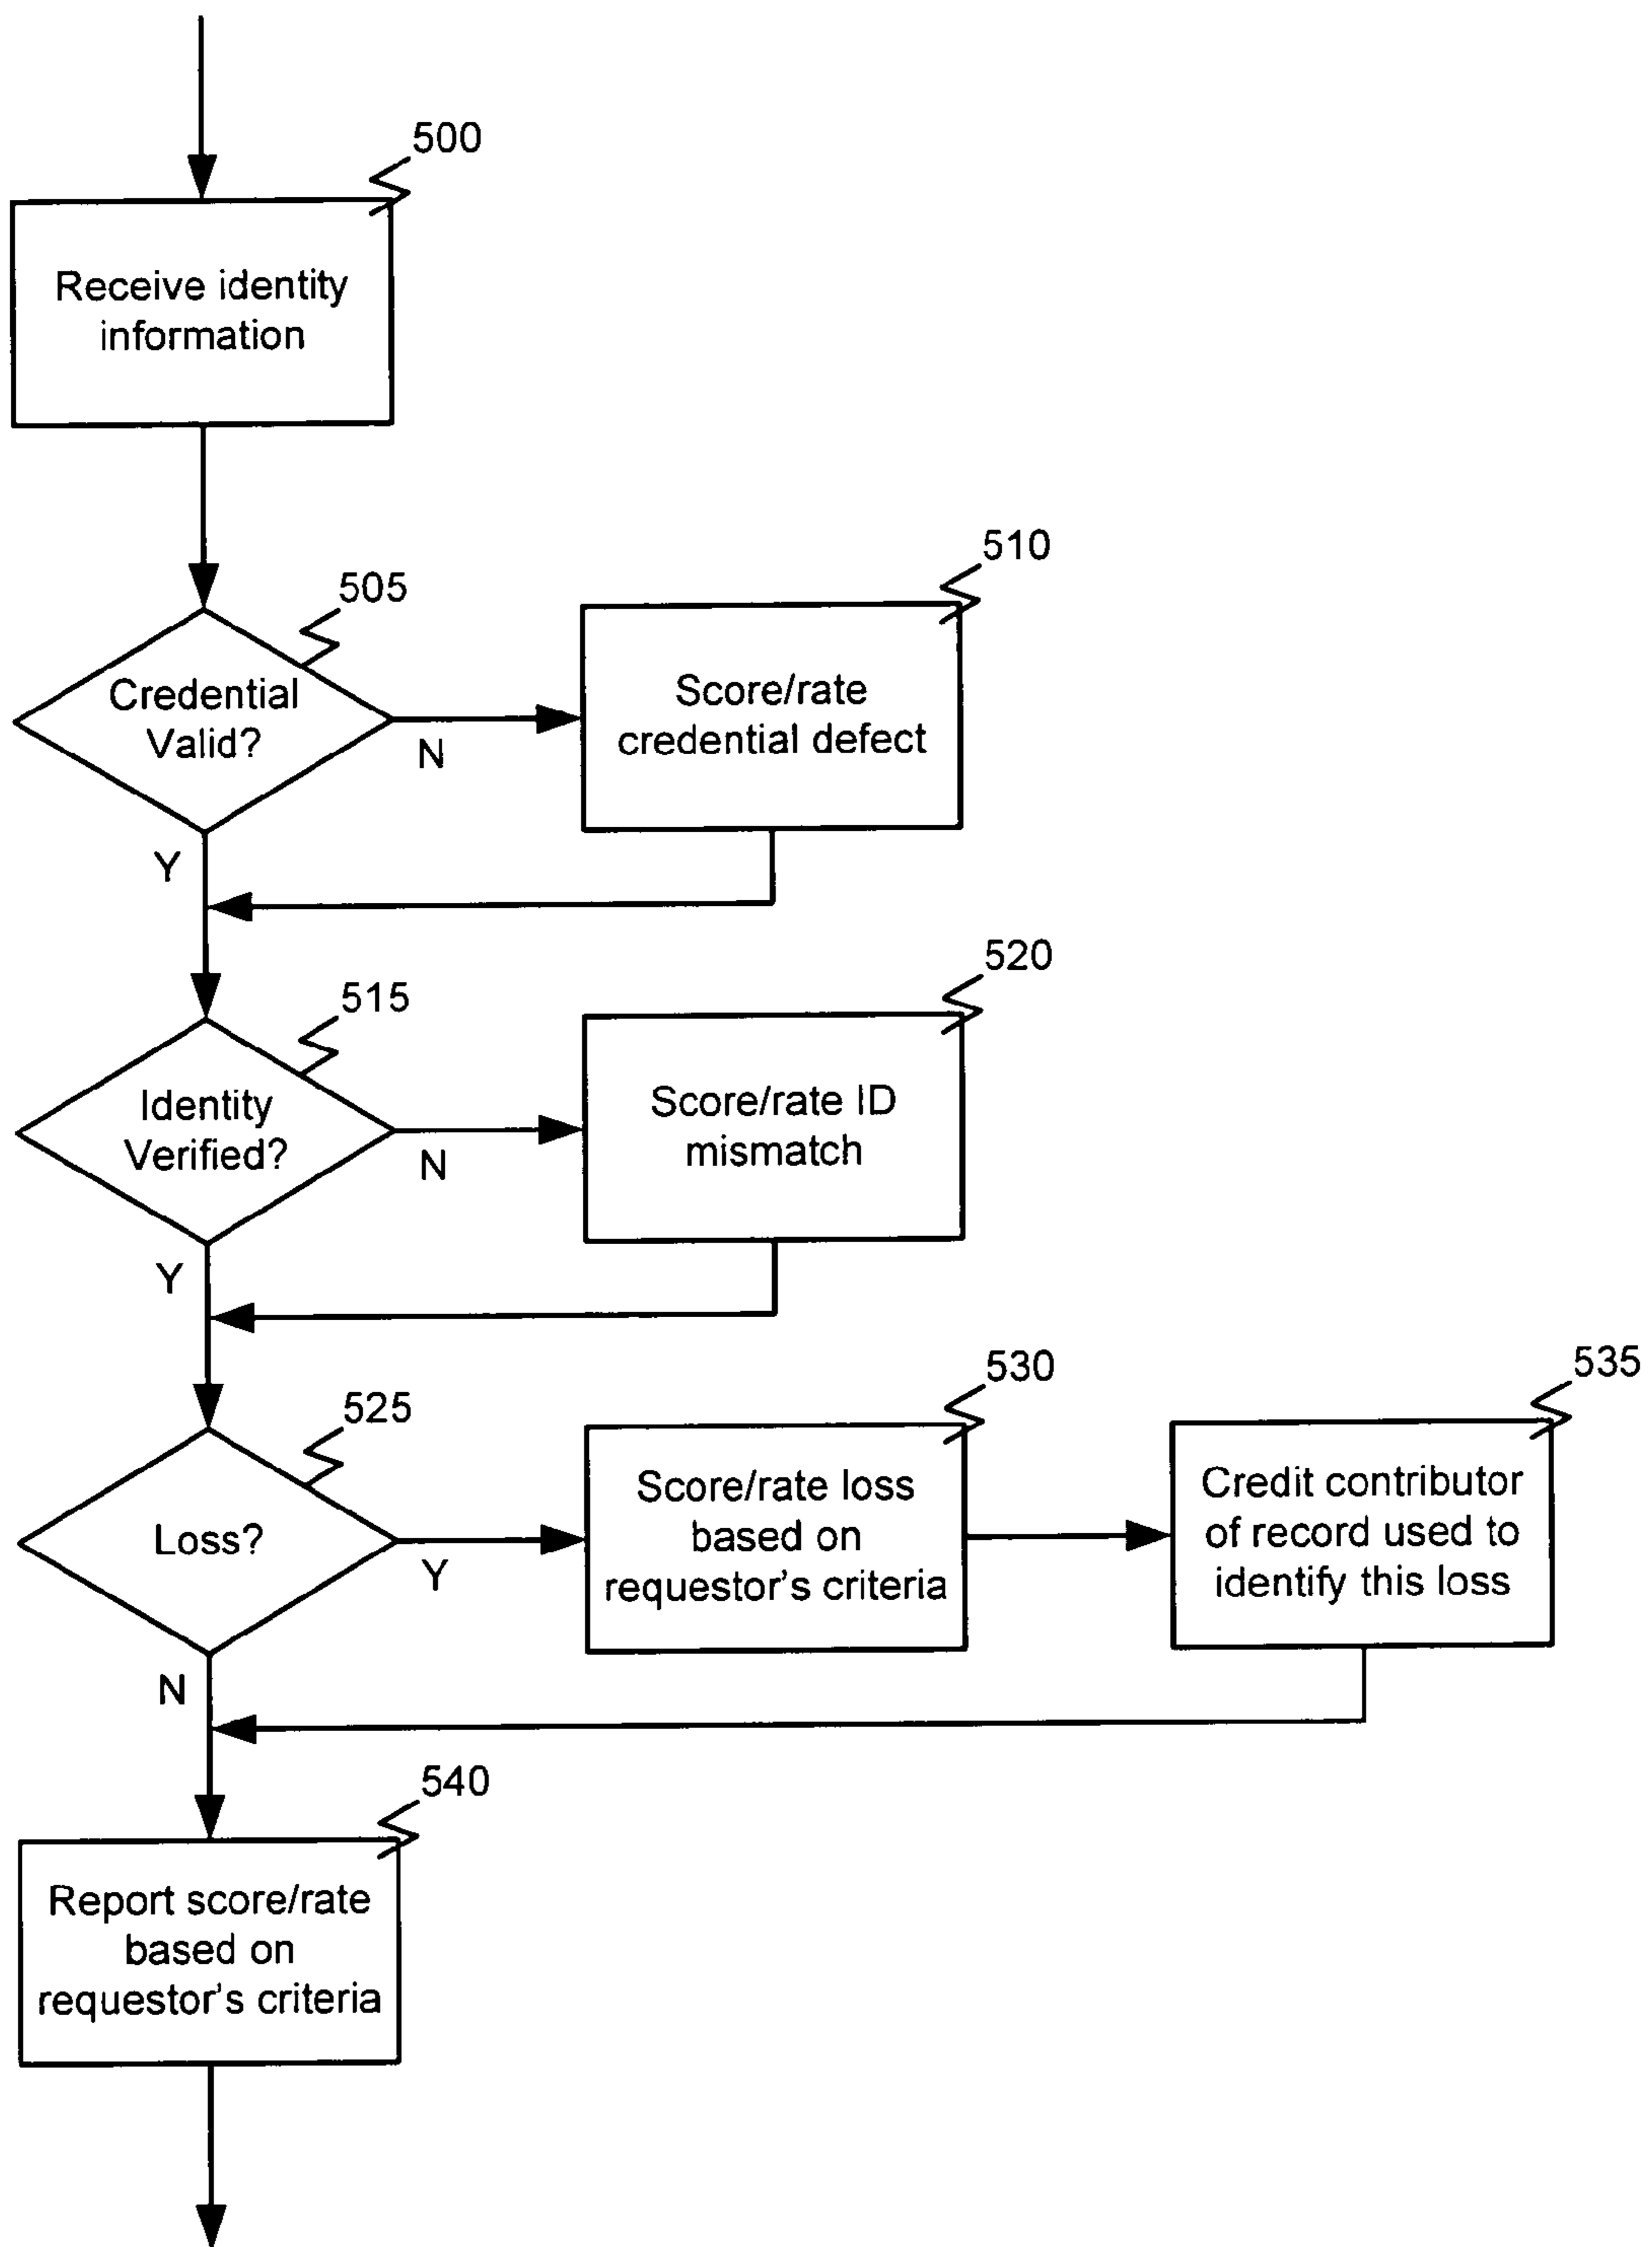 500
Receive identity
information
505
Credential
Valid?
N
Y
510
Score/rate
credential defect
515
Identity
Verified?
N
Y
520
Score/rate ID
mismatch
525
Loss?
Y
N
530
Score/rate loss
based on
requestor's criteria
535
Credit contributor
of record used to
identify this loss
540
Report score/rate
based on
requestor's criteria